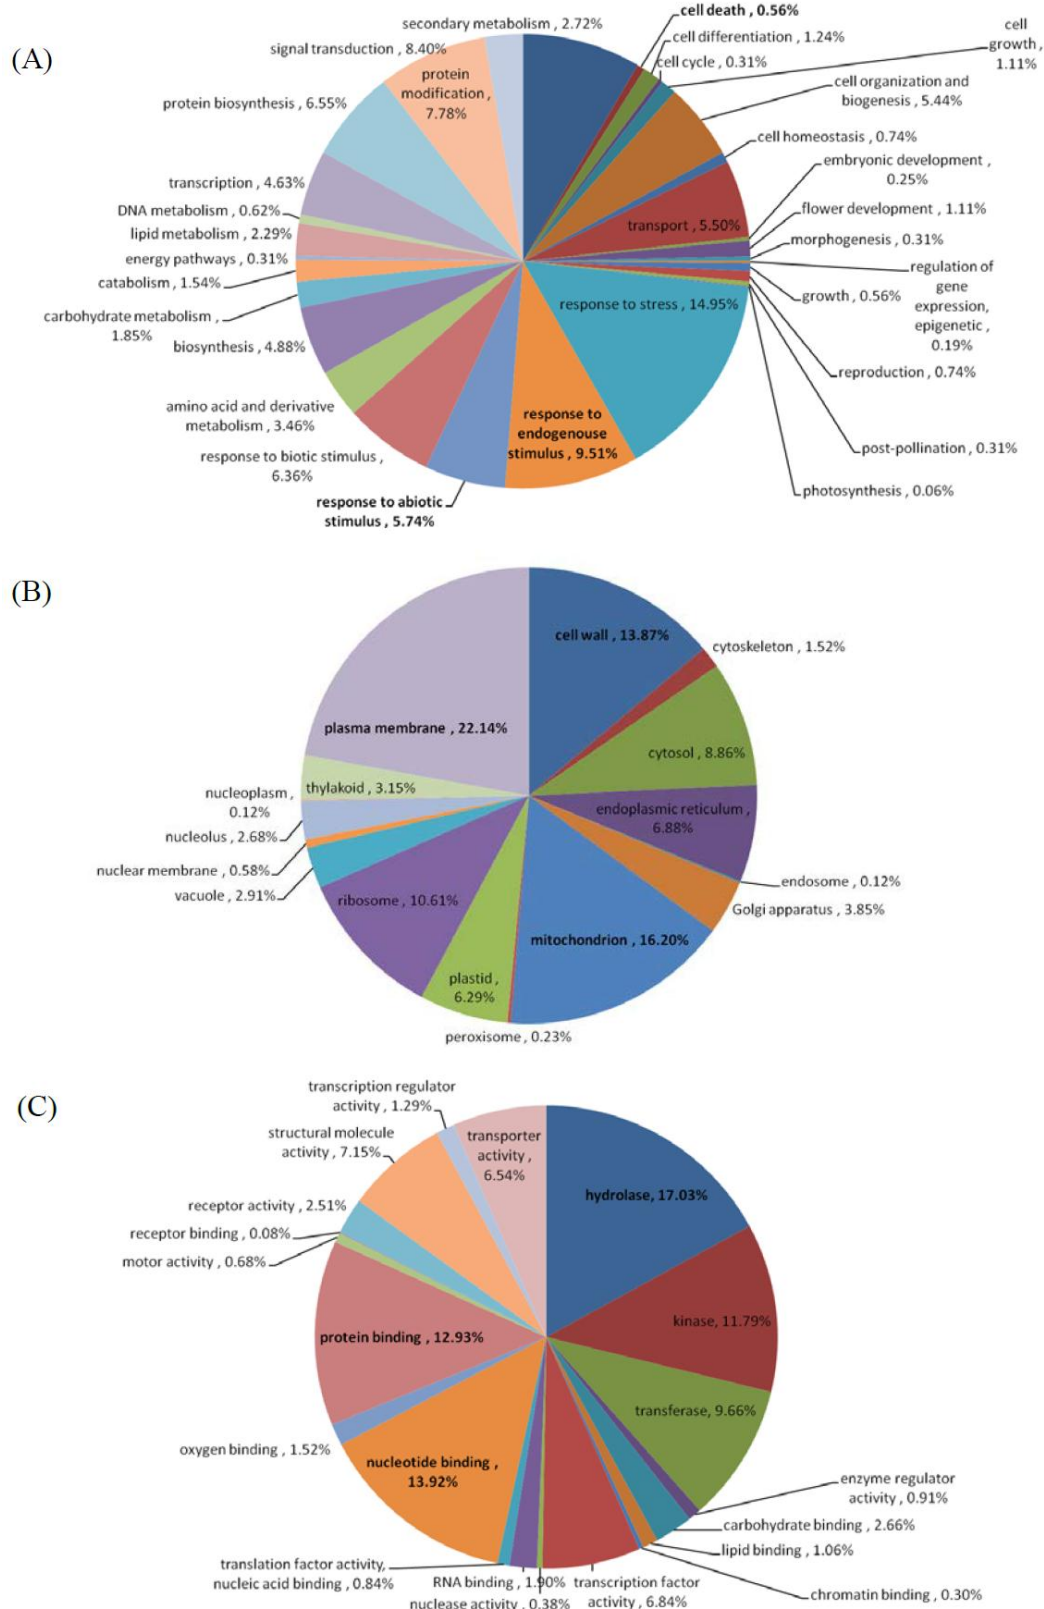 (A)
secondary metabolism , 2.72%
signal transduction , 8.40%
protein
modification ,
7.78%
protein biosynthesis , 6.55%
transcription , 4.63%
DNA metabolism , 0.62%
lipid metabolism , 2.29%
energy pathways , 0.31%
catabolism , 1.54%
carbohydrate metabolism ,
1.85%
biosynthesis , 4.88%
amino acid and derivative
metabolism , 3.46%
response to biotic stimulus ,
6.36%
response to abiotic
stimulus , 5.74%
response to
endogenouse
stimulus , 9.51%
response to stress , 14.95%
transport , 5.50%
cell death , 0.56%
cell differentiation , 1.24%
cell cycle , 0.31%
cell
growth ,
1.11%
cell organization and
biogenesis , 5.44%
cell homeostasis , 0.74%
embryonic development ,
0.25%
flower development , 1.11%
morphogenesis , 0.31%
regulation of
gene
expression,
epigenetic ,
0.19%
growth , 0.56%
reproduction , 0.74%
post-pollination , 0.31%
photosynthesis , 0.06%
(B)
cell wall , 13.87%
cytoskeleton , 1.52%
cytosol , 8.86%
endoplasmic reticulum ,
6.88%
endosome , 0.12%
Golgi apparatus , 3.85%
mitochondrion , 16.20%
peroxisome , 0.23%
plastid ,
6.29%
ribosome , 10.61%
vacuole , 2.91%
nuclear membrane , 0.58%
nucleolus , 2.68%
nucleoplasm ,
0.12%
thylakoid , 3.15%
plasma membrane , 22.14%
(C)
transcription regulator
activity , 1.29%
structural molecule
activity , 7.15%
transporter
activity ,
6.54%
receptor activity , 2.51%
receptor binding , 0.08%
motor activity , 0.68%
protein binding , 12.93%
oxygen binding , 1.52%
nucleotide binding ,
13.92%
translation factor activity,
nucleic acid binding , 0.84%
RNA binding , 1.90%
nuclease activity , 0.38%
transcription factor
activity , 6.84%
chromatin binding , 0.30%
lipid binding , 1.06%
carbohydrate binding , 2.66%
enzyme regulator
activity , 0.91%
transferase, 9.66%
kinase, 11.79%
hydrolase, 17.03%